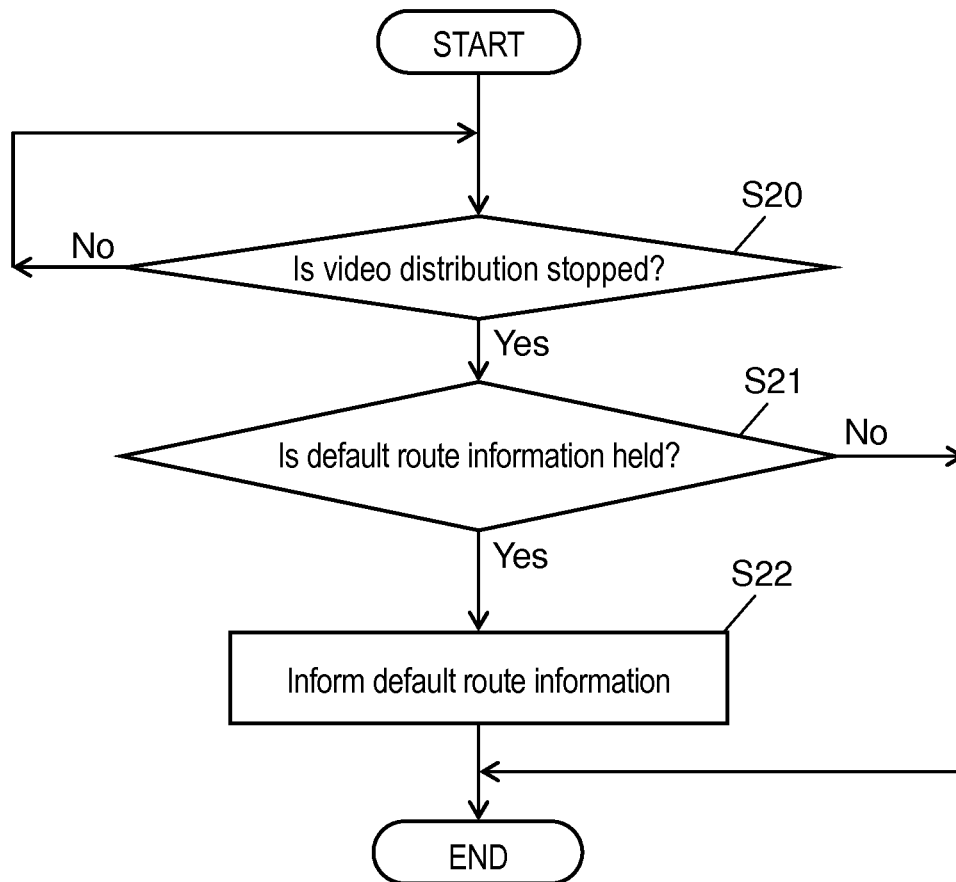 START
S20
No
Is video distribution stopped?
Yes
S21
No
Is default route information held?
Yes
S22
Inform default route information
END